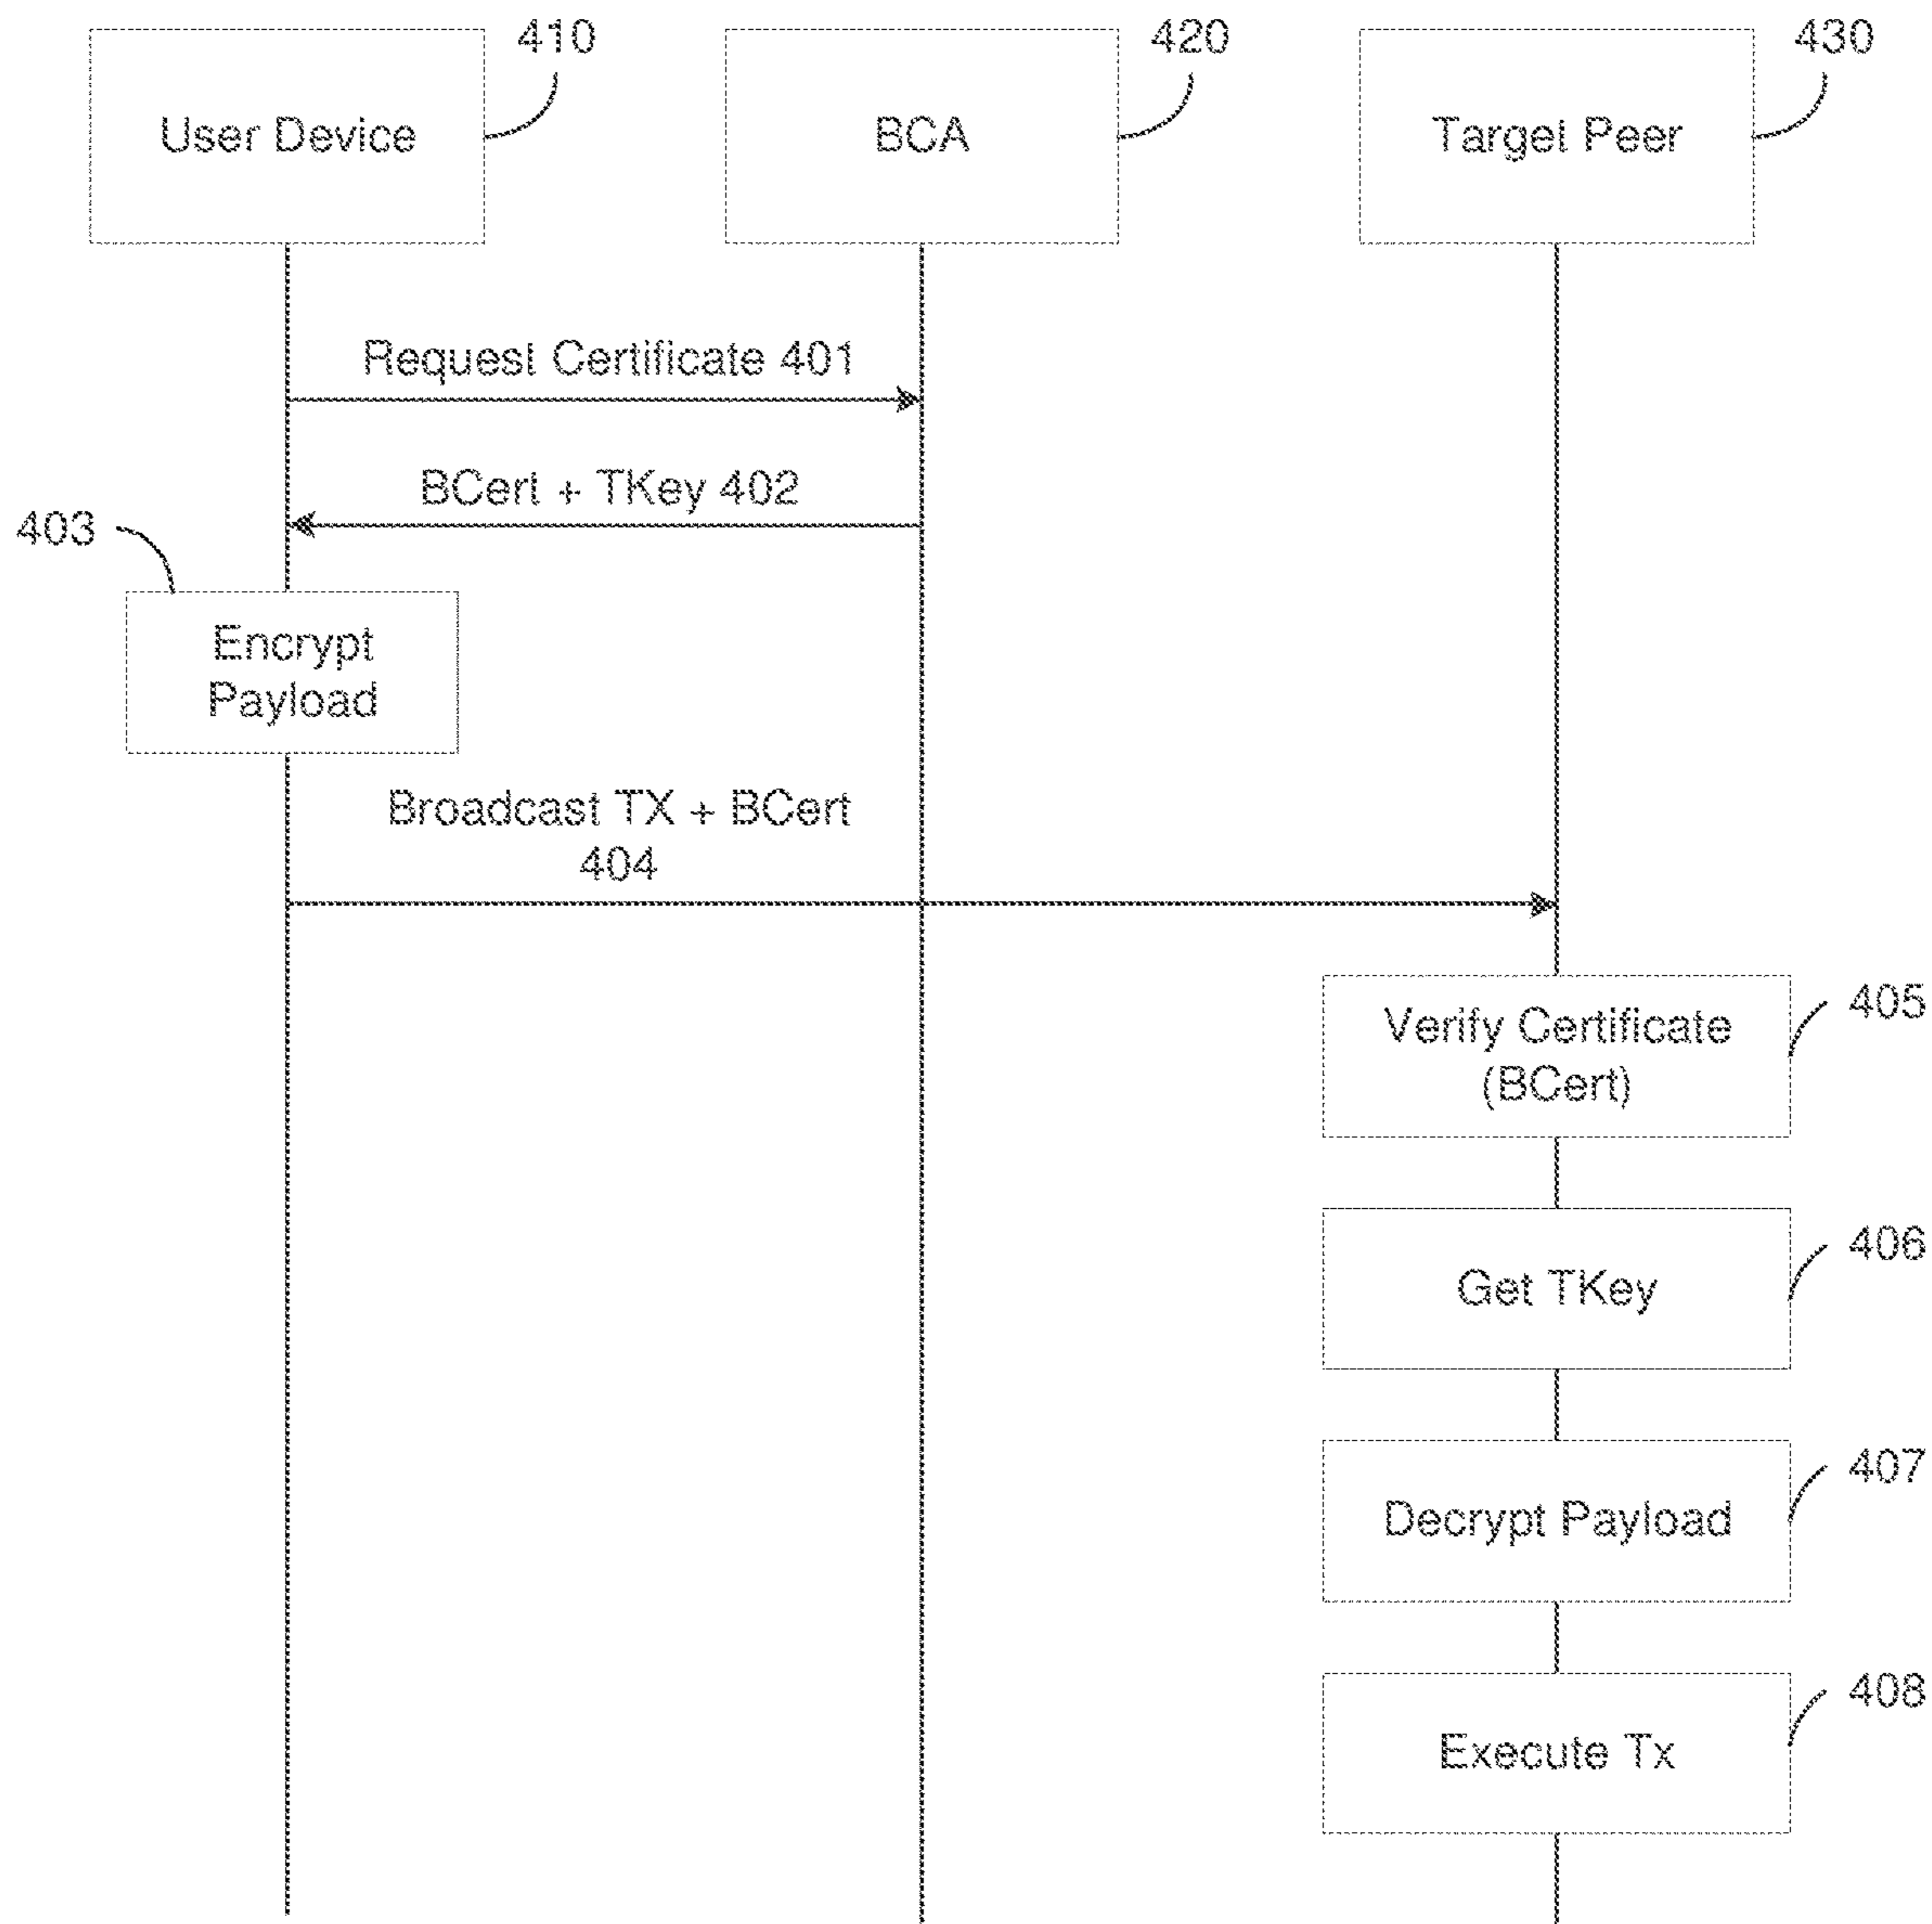 410
420
430
User Device
BCA
Target Peer
Request Certificate 401
BCert + TKey 402
403
Encrypt
Payload
Broadcast TX + BCert
404
405
Verify Certificate
(BCert)
406
Get TKey
407
Decrypt Payload
408
Execute Tx